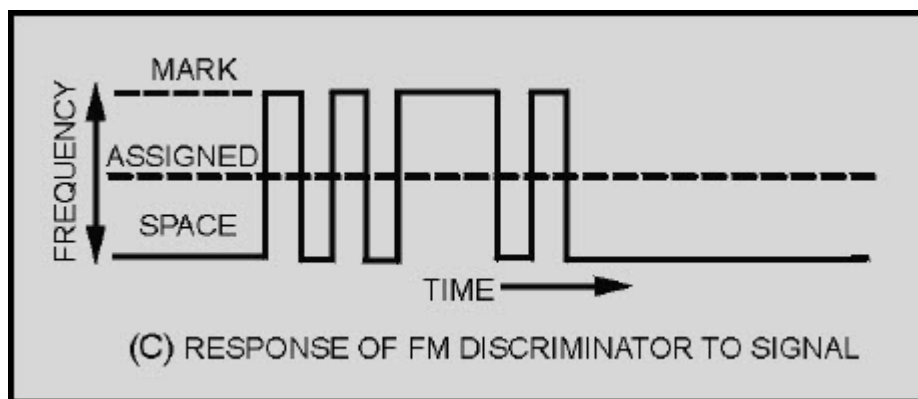 MARK
FREQUENCY
ASSIGNED
SPACE
TIME
(C) RESPONSE OF FM DISCRIMINATOR TO SIGNAL